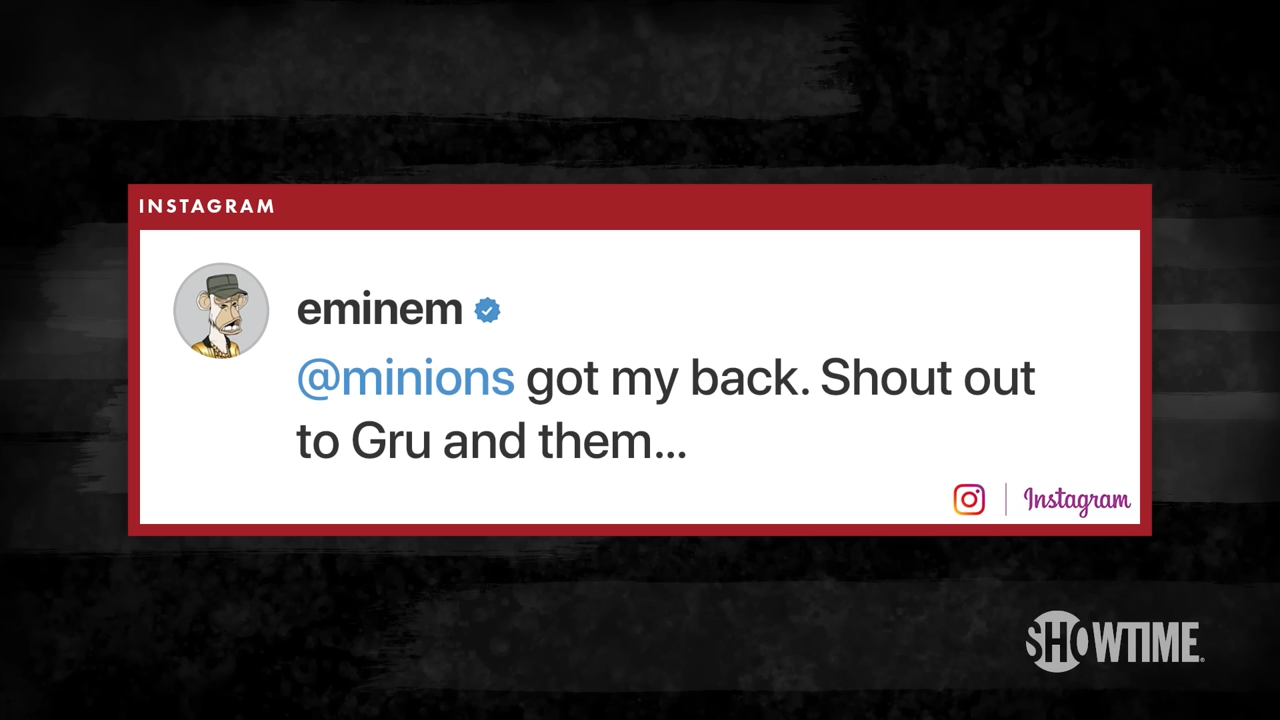 INSTAGRAM
eminem
@minions got my back. Shout out
to Gru and them...
Instagram
SHOWTIME